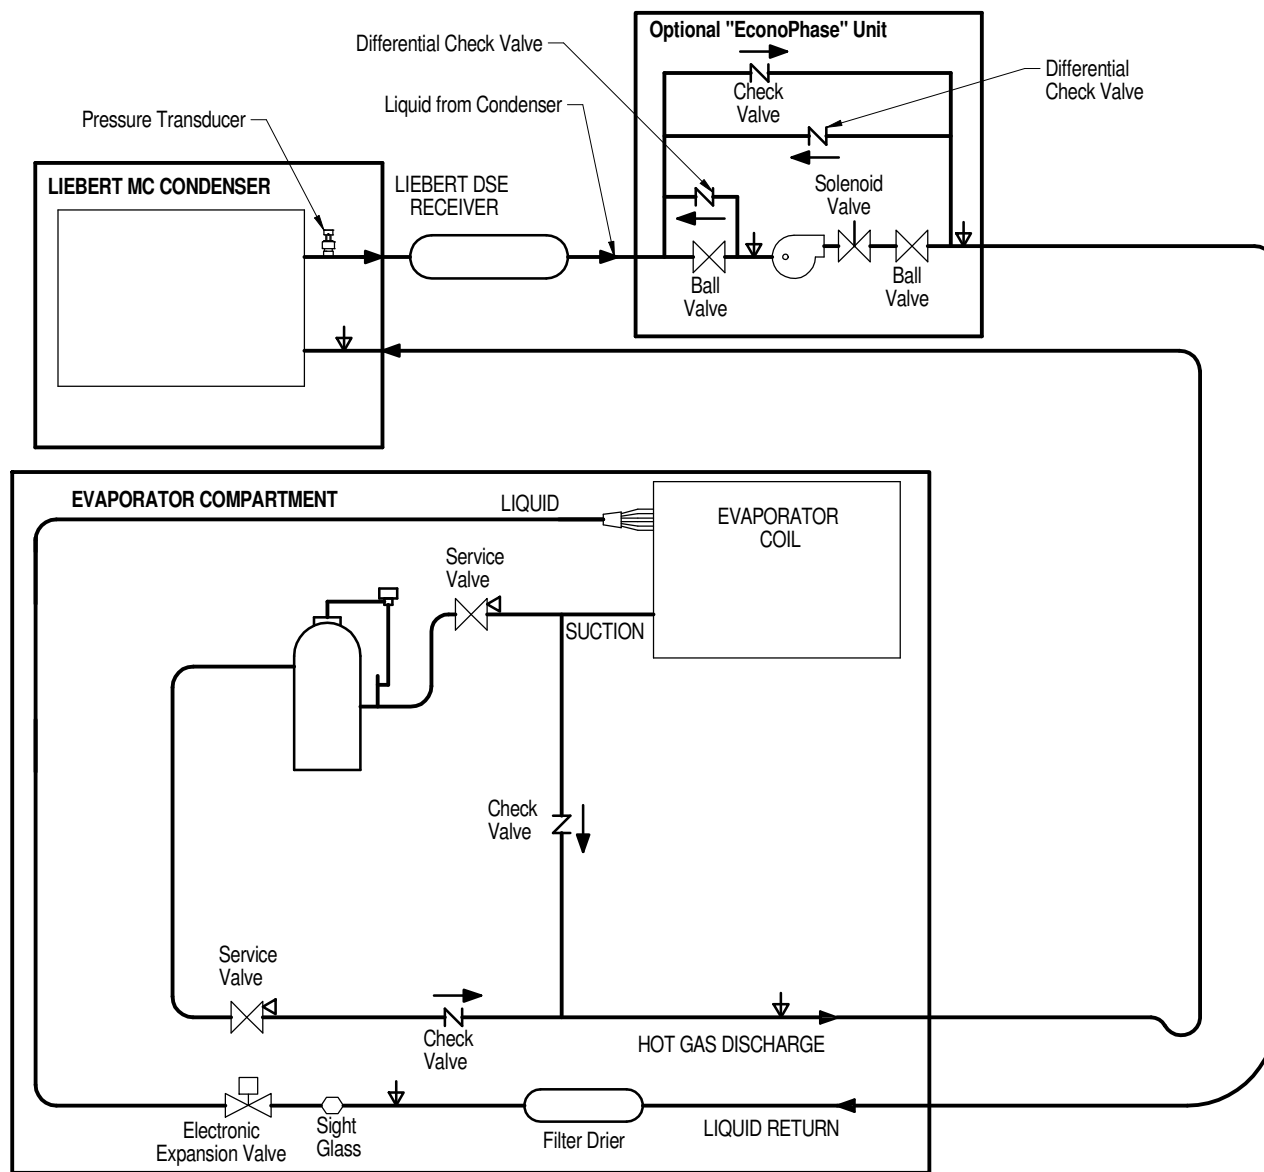 Optional "EconoPhase" Unit
Differential Check Valve
Check
Valve
Differential
Check Valve
Liquid from Condenser
Pressure Transducer
LIEBERT MC CONDENSER
LIEBERT DSE
RECEIVER
Solenoid
Valve
Ball
Valve
Ball
Valve
EVAPORATOR COMPARTMENT
LIQUID
EVAPORATOR
COIL
Service
Valve
SUCTION
Check
Valve
Service
Valve
Check
Valve
HOT GAS DISCHARGE
Electronic
Expansion Valve
Sight
Glass
Filter Drier
LIQUID RETURN